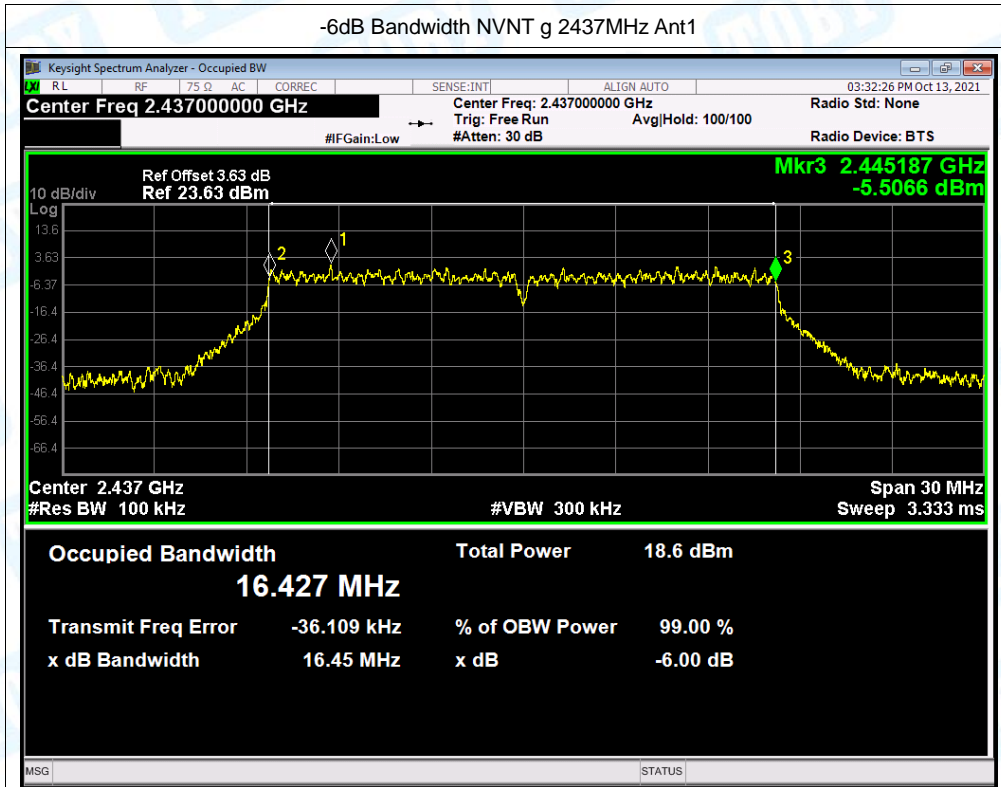 -6dB Bandwidth NVNT g 2437MHz Ant1
Keysight Spectrum Analyzer - Occupied BW
LXI RL RF 75 Ω AC CORREC SENSE:INT ALIGN AUTO 03:32:26 PM Oct 13, 2021
Center Freq 2.437000000 GHz Center Freq: 2.437000000 GHz Radio Std: None
Trig: Free Run Avg|Hold: 100/100
#IFGain:Low #Atten: 30 dB Radio Device: BTS
Mkr3 2.445187 GHz
Ref Offset 3.63 dB
-5.5066 dBm
10 dB/div Ref 23.63 dBm
Log
13.6
1
2
3
3.63
-6.37
-16.4
-26.4
-36.4
-46.4
-56.4
-66.4
Center 2.437 GHz Span 30 MHz
#Res BW 100 kHz #VBW 300 kHz Sweep 3.333 ms
Occupied Bandwidth Total Power 18.6 dBm
16.427 MHz
Transmit Freq Error -36.109 kHz % of OBW Power 99.00 %
x dB Bandwidth 16.45 MHz x dB -6.00 dB
MSG STATUS